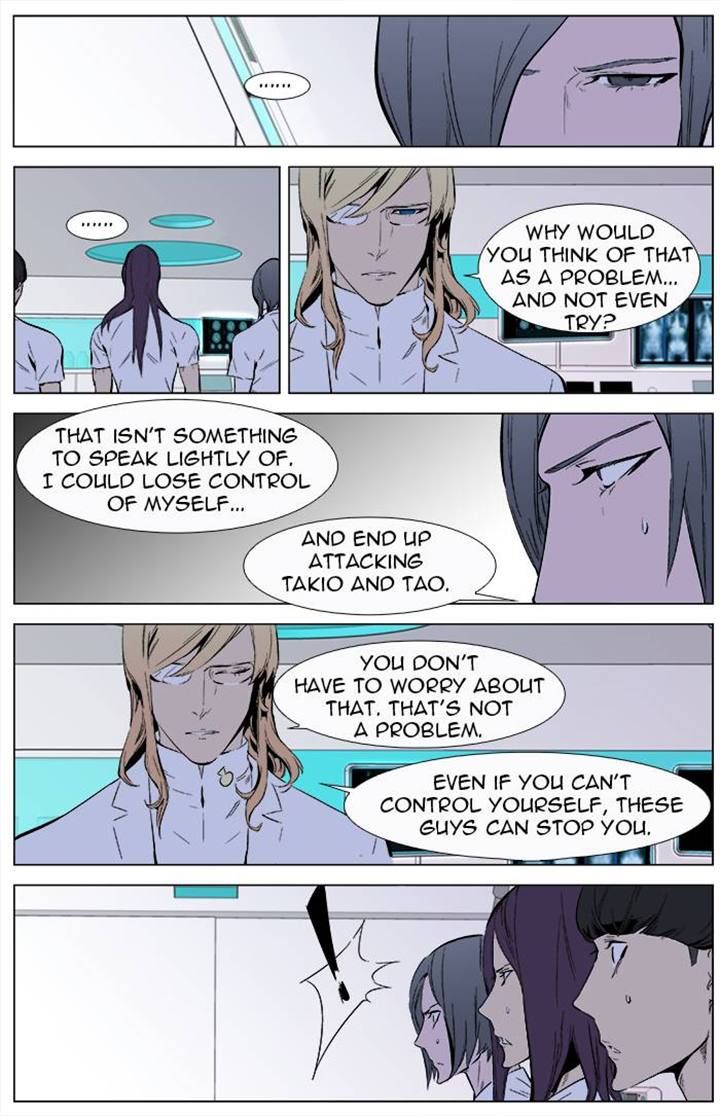 ......
......
WHY WOULD
YOU THINK OF THAT
AS A PROBLEM...
AND NOT EVEN
TRY?
THAT ISN'T SOMETHING
TO SPEAK LIGHTLY OF.
I COULD LOSE CONTROL
OF MYSELF...
AND END UP
ATTACKING
TAKIO AND TAO.
YOU DON'T
HAVE TO WORRY ABOUT
THAT. THAT'S NOT
A PROBLEM.
EVEN IF YOU CAN'T
CONTROL YOURSELF, THESE
GUYS CAN STOP YOU.
!